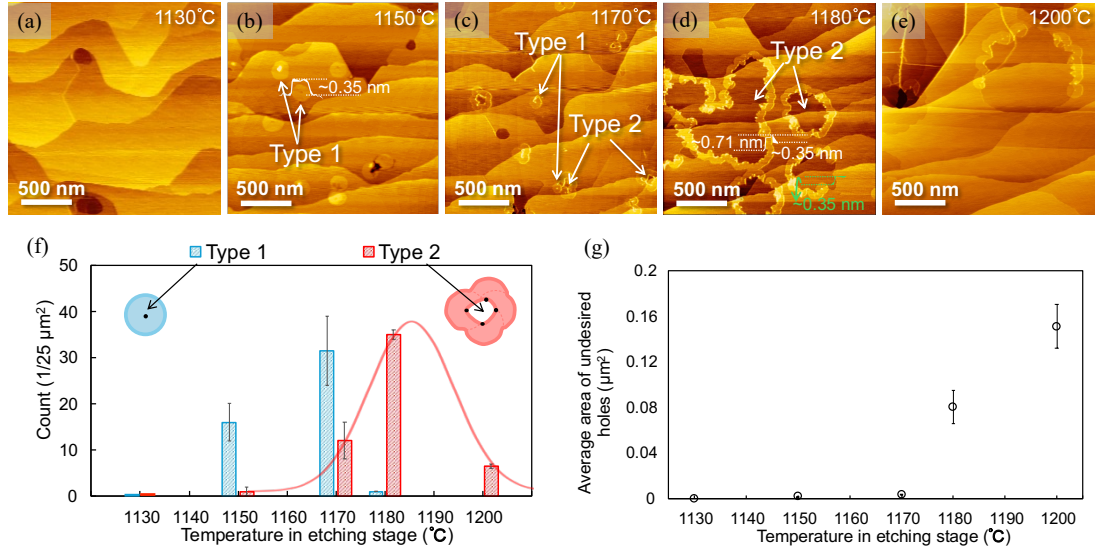 (a)
1130°C
500 nm
(b)
1150°C
~0.35 nm
Type 1
500 nm
(c)
1170°C
Type 1
Type 2
500 nm
(d)
1180°C
Type 2
~0.71 nm
~0.35 nm
~0.35 nm
500 nm
(e)
1200°C
500 nm
(f)
Type 1
Type 2
50
40
30
20
10
0
Count (1/25 μm²)
1130 1140 1150 1160 1170 1180 1190 1200
Temperature in etching stage (°C)
(g)
0.2
0.16
0.12
0.08
0.04
0
Average area of undesired
holes (μm²)
1130 1140 1150 1160 1170 1180 1190 1200
Temperature in etching stage (°C)